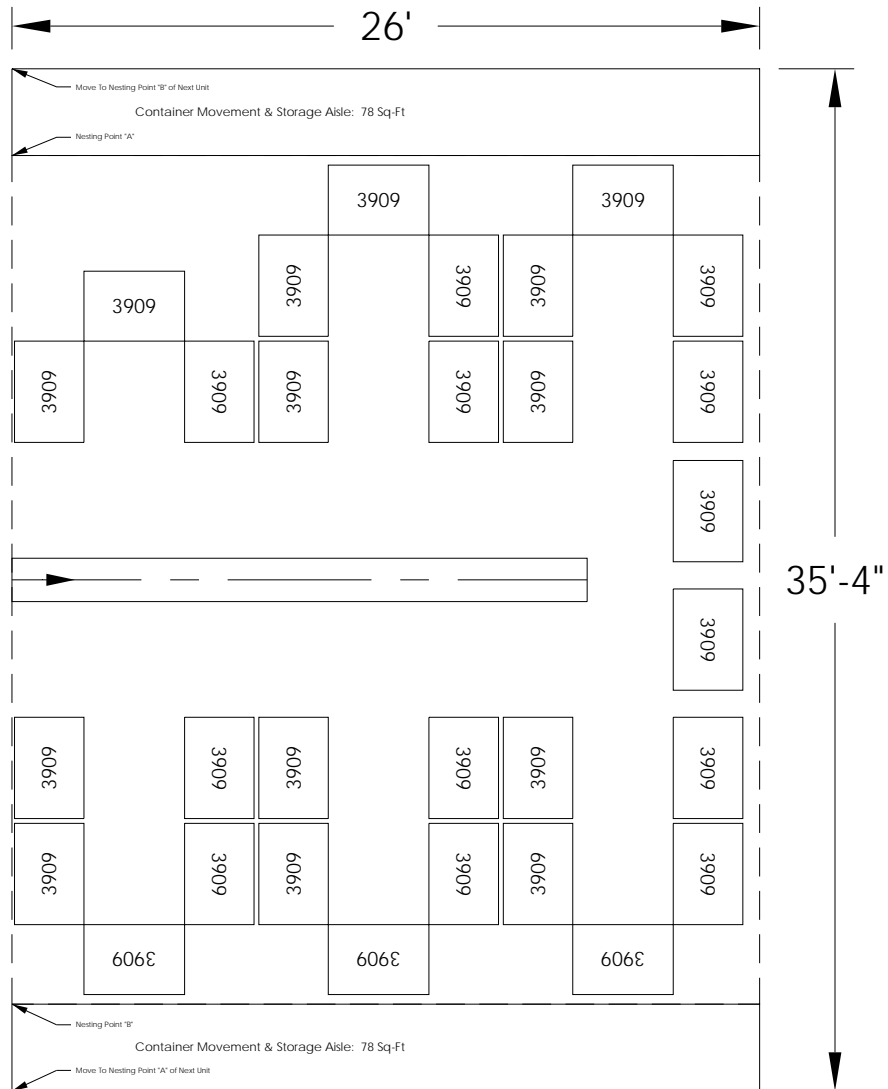 26'
Move To Nesting Point "B" of Next Unit
Container Movement & Storage Aisle: 78 Sq-Ft
Nesting Point "A"
3909 3909
3909 3909 3909 3909
3909
3909 3909 3909 3909 3909 3909
3909
35'-4"
3909
3909 3909 3909 3909 3909 3909
3909 3909 3909 3909 3909 3909
3909 3909 3909
Nesting Point "B"
Container Movement & Storage Aisle: 78 Sq-Ft
Move To Nesting Point "A" of Next Unit